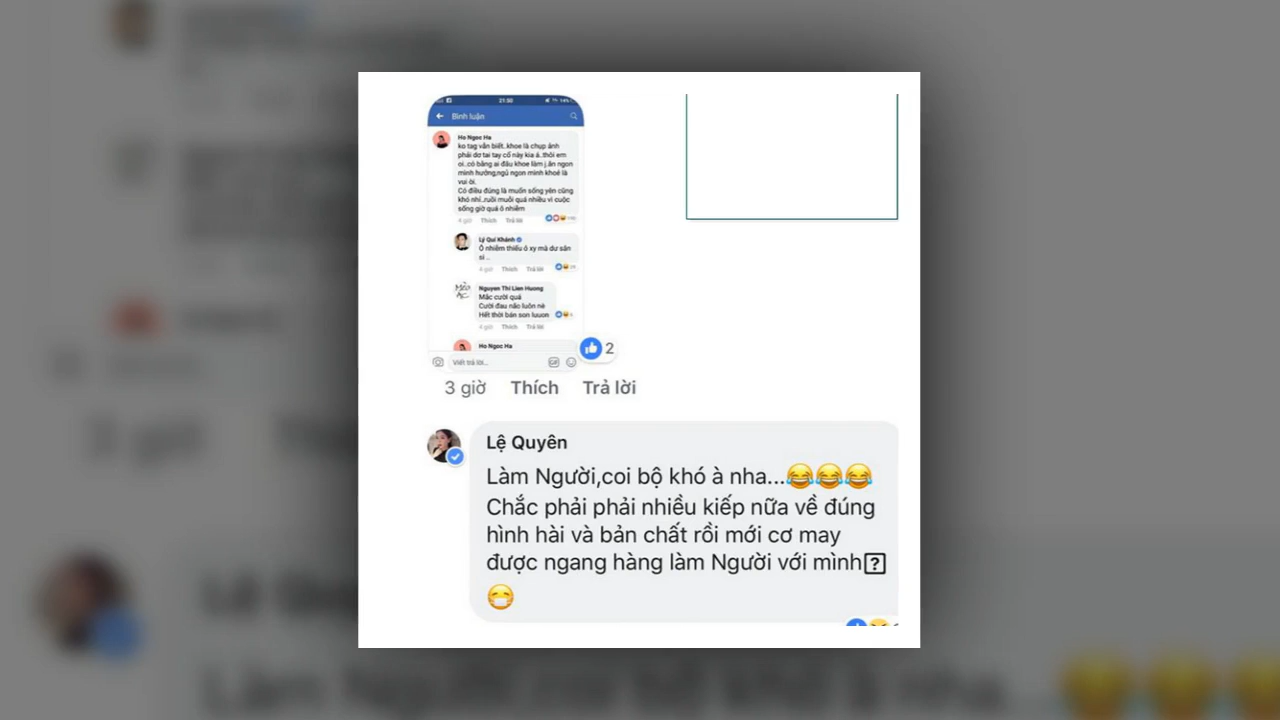 21:50
Bình luận
Ho Ngoc Ha
ko tag vẫn biết..khoe là chụp ảnh
phải dơ tai tay cổ này kia á..thôi em
oi..có bằng ai đâu khoe làm j.ăn ngon
mình hưởng,ngủ ngon mình khoẻ là
vui òi.
Có điều đúng là muốn sống yên cũng
khó nhỉ..ruồi muỗi quá nhiều vì cuộc
sống giờ quá ô nhiễm
4 giờ Thích Trả lời
Lý Quí Khánh
Ô nhiễm thiếu ô xy mà dư sân
si ...
4 giờ Thích Trả lời
Nguyen Thi Lien Huong
Mắc cười quá
Cười đau não luôn nè
Hết thời bán son luuon
4 giờ Thích Trả lời
Ho Ngoc Ha
Viết trả lời...
GIF
2
3 giờ Thích Trả lời
Lệ Quyên
Làm Người,coi bộ khó à nha...😂😂😂
Chắc phải phải nhiều kiếp nữa về đúng
hình hài và bản chất rồi mới cơ may
được ngang hàng làm Người với mình⍰
😷